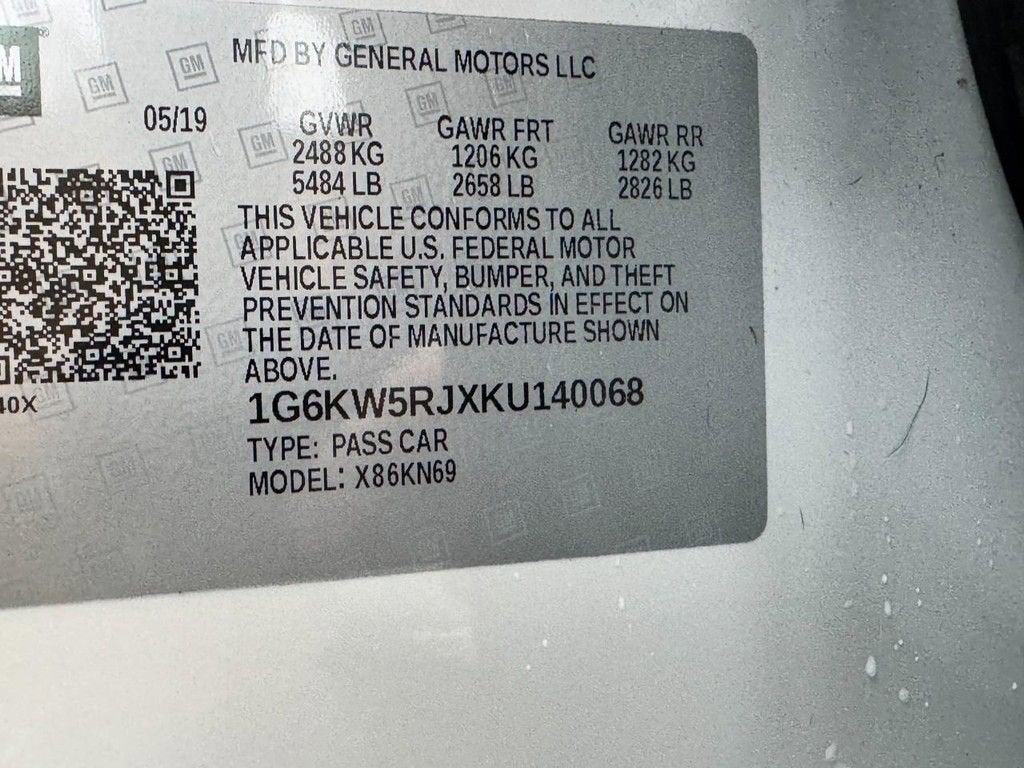 MFD BY GENERAL MOTORS LLC
05/19
GVWR GAWR FRT GAWR RR
2488 KG 1206 KG 1282 KG
5484 LB 2658 LB 2826 LB
THIS VEHICLE CONFORMS TO ALL
APPLICABLE U.S. FEDERAL MOTOR
VEHICLE SAFETY, BUMPER, AND THEFT
PREVENTION STANDARDS IN EFFECT ON
THE DATE OF MANUFACTURE SHOWN
ABOVE.
1G6KW5RJXKU140068
TYPE: PASS CAR
MODEL: X86KN69
GM